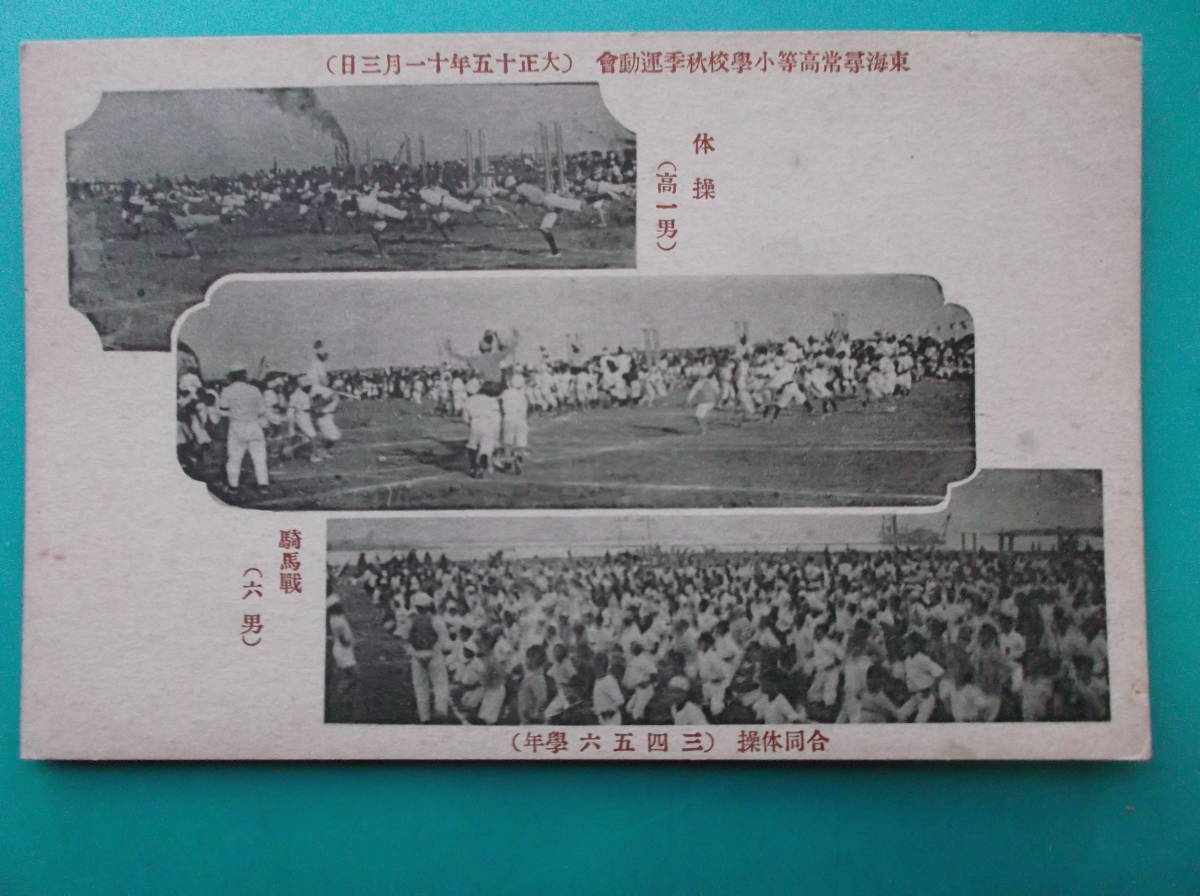 東海尋常高等小學校秋季運動會（大正十五年十一月三日）
体操
（高一男）
騎馬戰
（六男）
合同体操（三四五六學年）